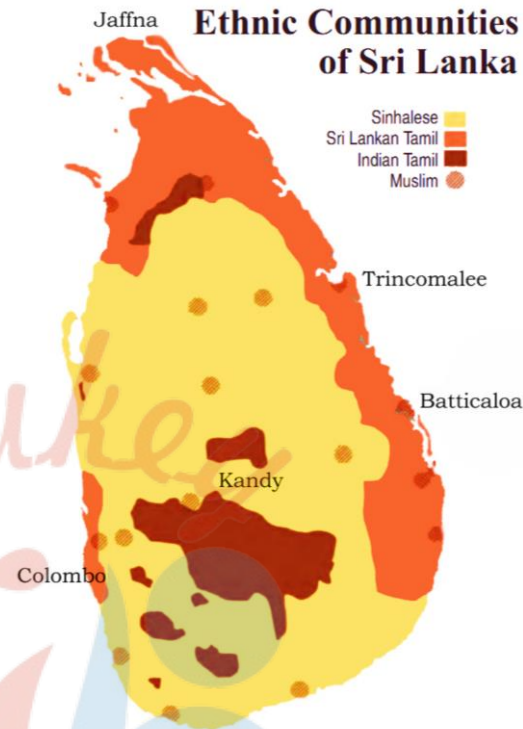 Jaffna
Ethnic Communities
of Sri Lanka
Sinhalese
Sri Lankan Tamil
Indian Tamil
Muslim
Trincomalee
Batticaloa
Kandy
Colombo